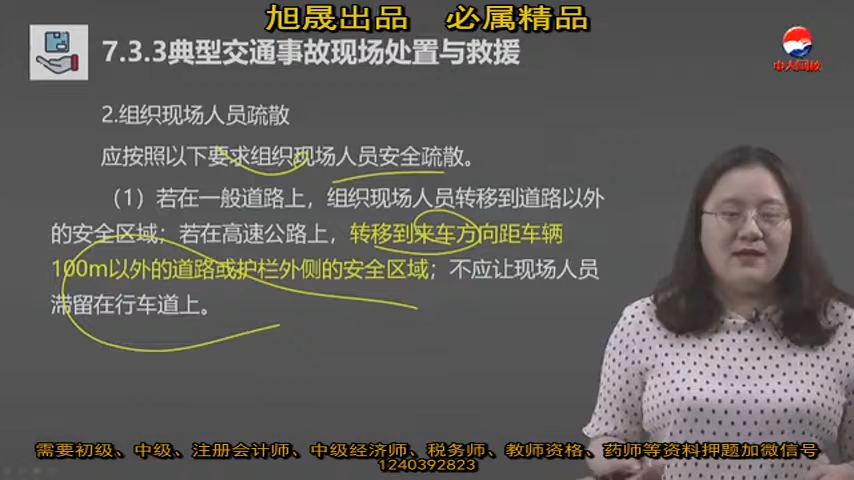 旭晟出品 必属精品
7.3.3典型交通事故现场处置与救援
中大网校
2.组织现场人员疏散
应按照以下要求组织现场人员安全疏散。
（1）若在一般道路上，组织现场人员转移到道路以外
的安全区域；若在高速公路上，转移到来车方向距车辆
100m以外的道路或护栏外侧的安全区域；不应让现场人员
滞留在行车道上。
需要初级、中级、注册会计师、中级经济师、税务师、教师资格、药师等资料押题加微信号
1240392823